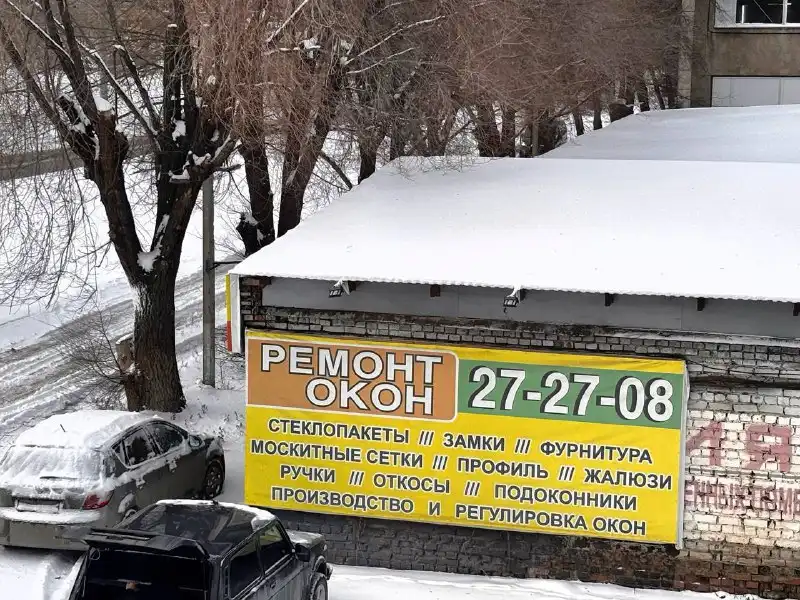 РЕМОНТ
ОКОН
27-27-08
СТЕКЛОПАКЕТЫ /// ЗАМКИ /// ФУРНИТУРА
МОСКИТНЫЕ СЕТКИ /// ПРОФИЛЬ /// ЖАЛЮЗИ
РУЧКИ /// ОТКОСЫ /// ПОДОКОННИКИ
ПРОИЗВОДСТВО И РЕГУЛИРОВКА ОКОН